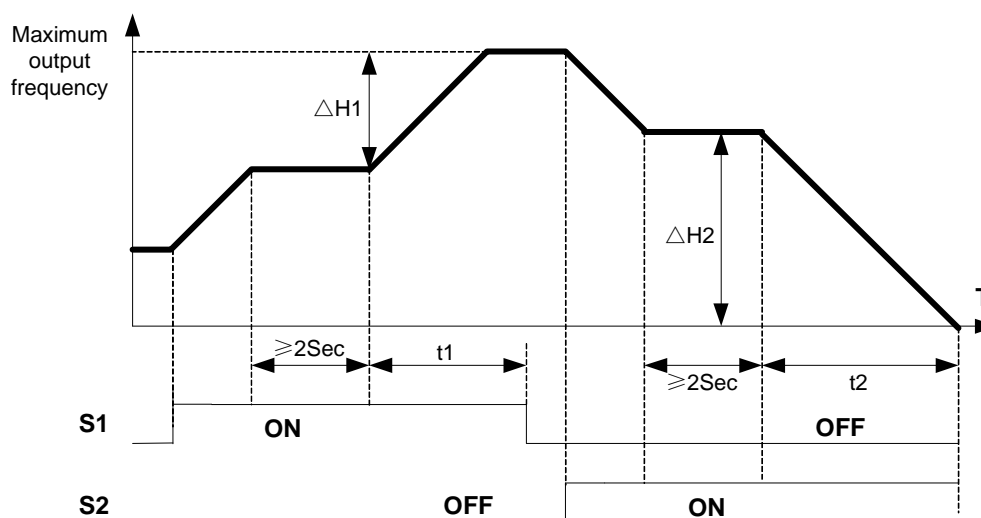 Maximum
output
frequency
△H1
△H2
T
≥2Sec
t1
≥2Sec
t2
S1
ON
OFF
S2
OFF
ON